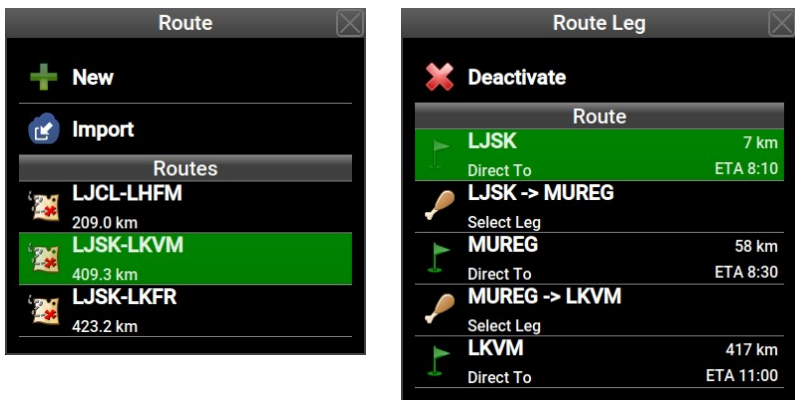 Route
New
Import
Routes
LJCL-LHFM
209.0 km
LJSK-LKVM
409.3 km
LJSK-LKFR
423.2 km
Route Leg
Deactivate
Route
LJSK 7 km
Direct To ETA 8:10
LJSK -> MUREG
Select Leg
MUREG 58 km
Direct To ETA 8:30
MUREG -> LKVM
Select Leg
LKVM 417 km
Direct To ETA 11:00